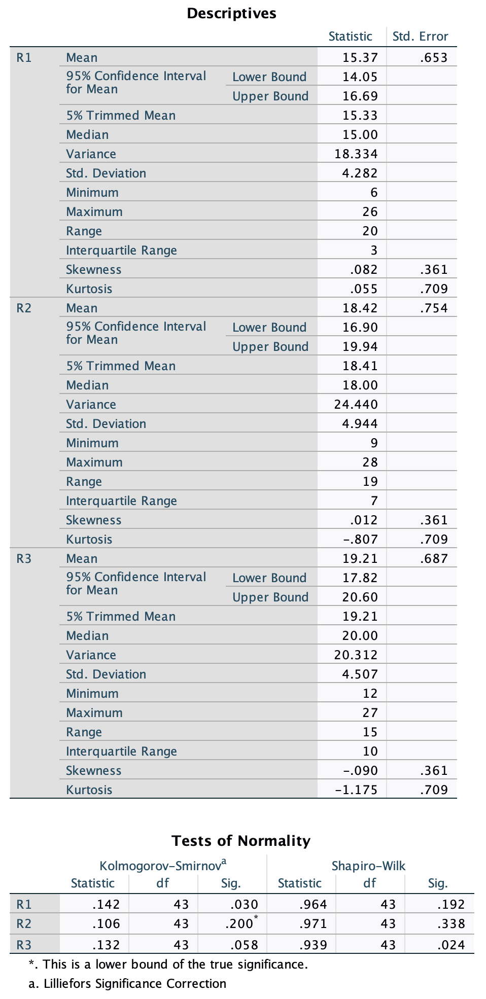 Descriptives
Statistic Std. Error
R1 Mean 15.37 .653
95% Confidence Interval for Mean Lower Bound 14.05
Upper Bound 16.69
5% Trimmed Mean 15.33
Median 15.00
Variance 18.334
Std. Deviation 4.282
Minimum 6
Maximum 26
Range 20
Interquartile Range 3
Skewness .082 .361
Kurtosis .055 .709
R2 Mean 18.42 .754
95% Confidence Interval for Mean Lower Bound 16.90
Upper Bound 19.94
5% Trimmed Mean 18.41
Median 18.00
Variance 24.440
Std. Deviation 4.944
Minimum 9
Maximum 28
Range 19
Interquartile Range 7
Skewness .012 .361
Kurtosis -.807 .709
R3 Mean 19.21 .687
95% Confidence Interval for Mean Lower Bound 17.82
Upper Bound 20.60
5% Trimmed Mean 19.21
Median 20.00
Variance 20.312
Std. Deviation 4.507
Minimum 12
Maximum 27
Range 15
Interquartile Range 10
Skewness -.090 .361
Kurtosis -1.175 .709
Tests of Normality
Kolmogorov-Smirnov^a Shapiro-Wilk
Statistic df Sig. Statistic df Sig.
R1 .142 43 .030 .964 43 .192
R2 .106 43 .200* .971 43 .338
R3 .132 43 .058 .939 43 .024
*. This is a lower bound of the true significance.
a. Lilliefors Significance Correction